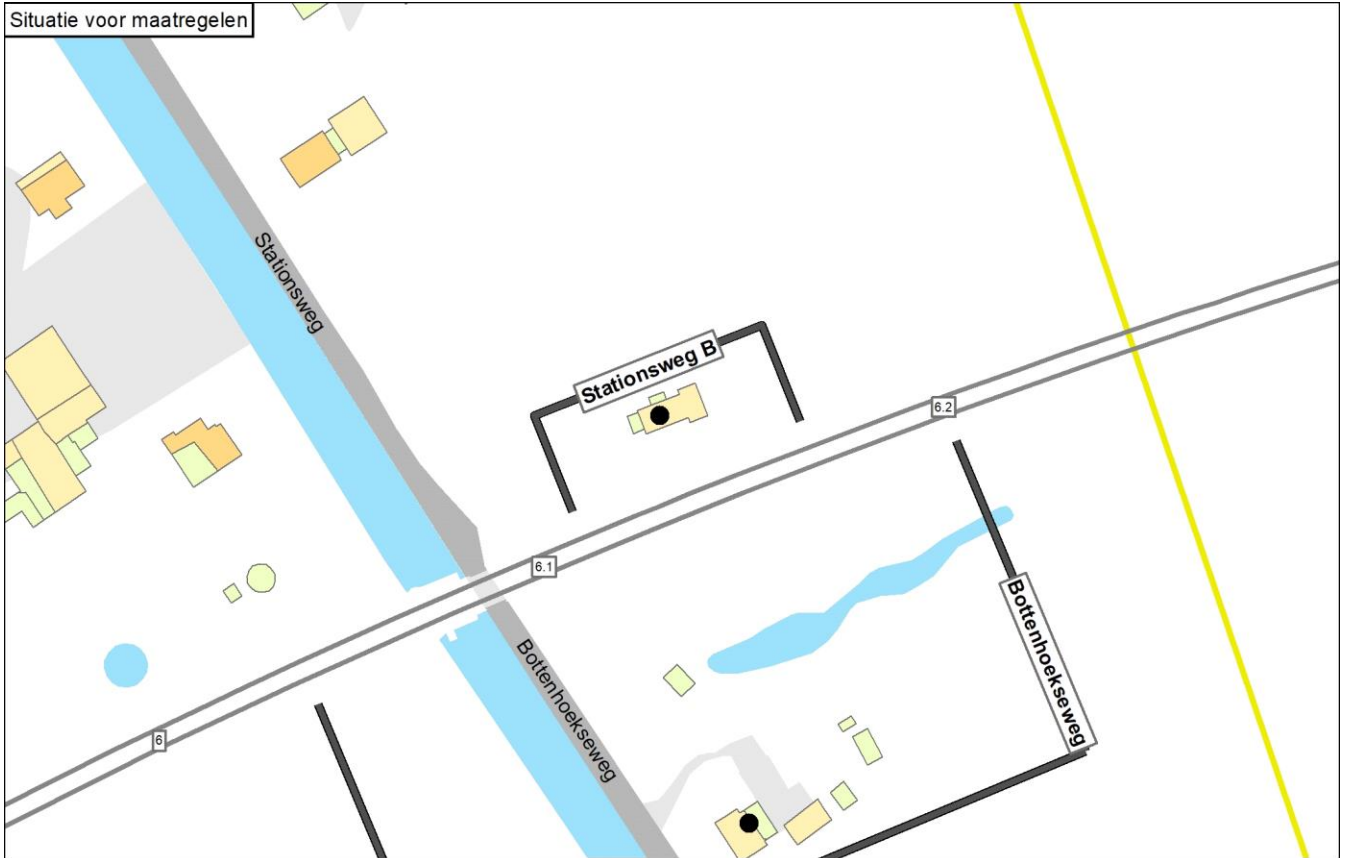 Situatie voor maatregelen
Stationsweg
Stationsweg B
6.2
6.1
Bottenhoekseweg
Bottenhoekseweg
6